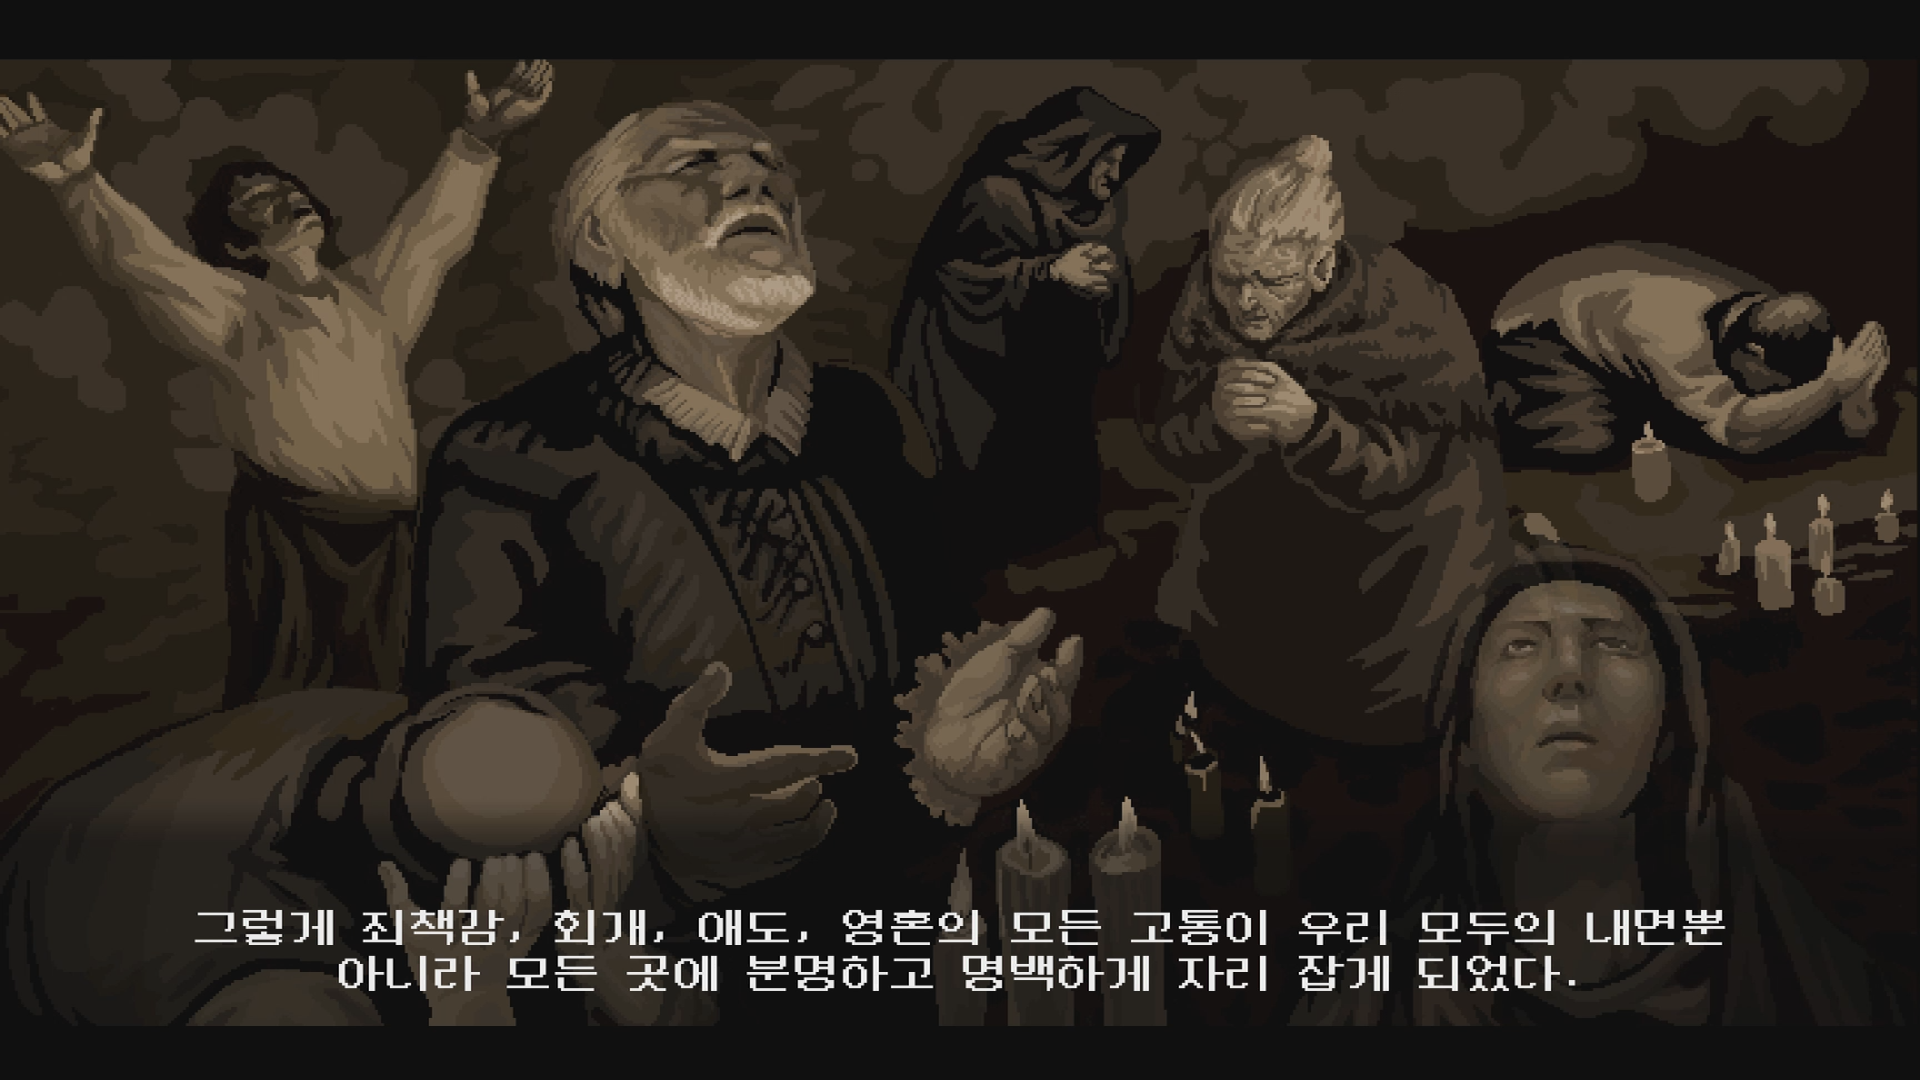 그렇게 죄책감, 회개, 애도, 영혼의 모든 고통이 우리 모두의 내면뿐
아니라 모든 곳에 분명하고 명백하게 자리 잡게 되었다.